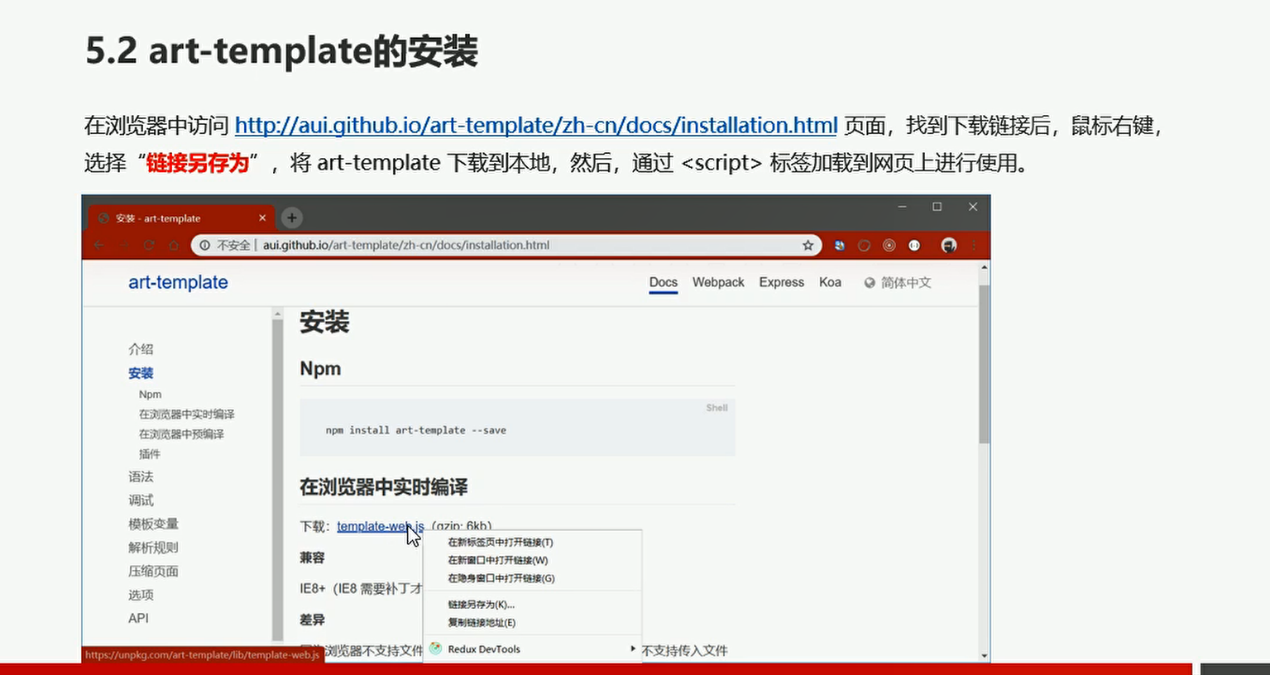 5.2 art-template的安装
在浏览器中访问 http://aui.github.io/art-template/zh-cn/docs/installation.html 页面，找到下载链接后，鼠标右键，
选择“链接另存为”，将 art-template 下载到本地，然后，通过 <script> 标签加载到网页上进行使用。
安装 - art-template
不安全 | aui.github.io/art-template/zh-cn/docs/installation.html
art-template
Docs Webpack Express Koa 简体中文
介绍
安装
Npm
在浏览器中实时编译
在浏览器中预编译
插件
语法
调试
模板变量
解析规则
压缩页面
选项
API
安装
Npm
Shell
npm install art-template --save
在浏览器中实时编译
下载：template-web.js (gzip: 6kb)
兼容
IE8+（IE8 需要补丁才
差异
浏览器不支持文件
不支持传入文件
在新标签页中打开链接(T)
在新窗口中打开链接(W)
在隐身窗口中打开链接(G)
链接另存为(K)...
复制链接地址(E)
Redux DevTools
https://unpkg.com/art-template/lib/template-web.js